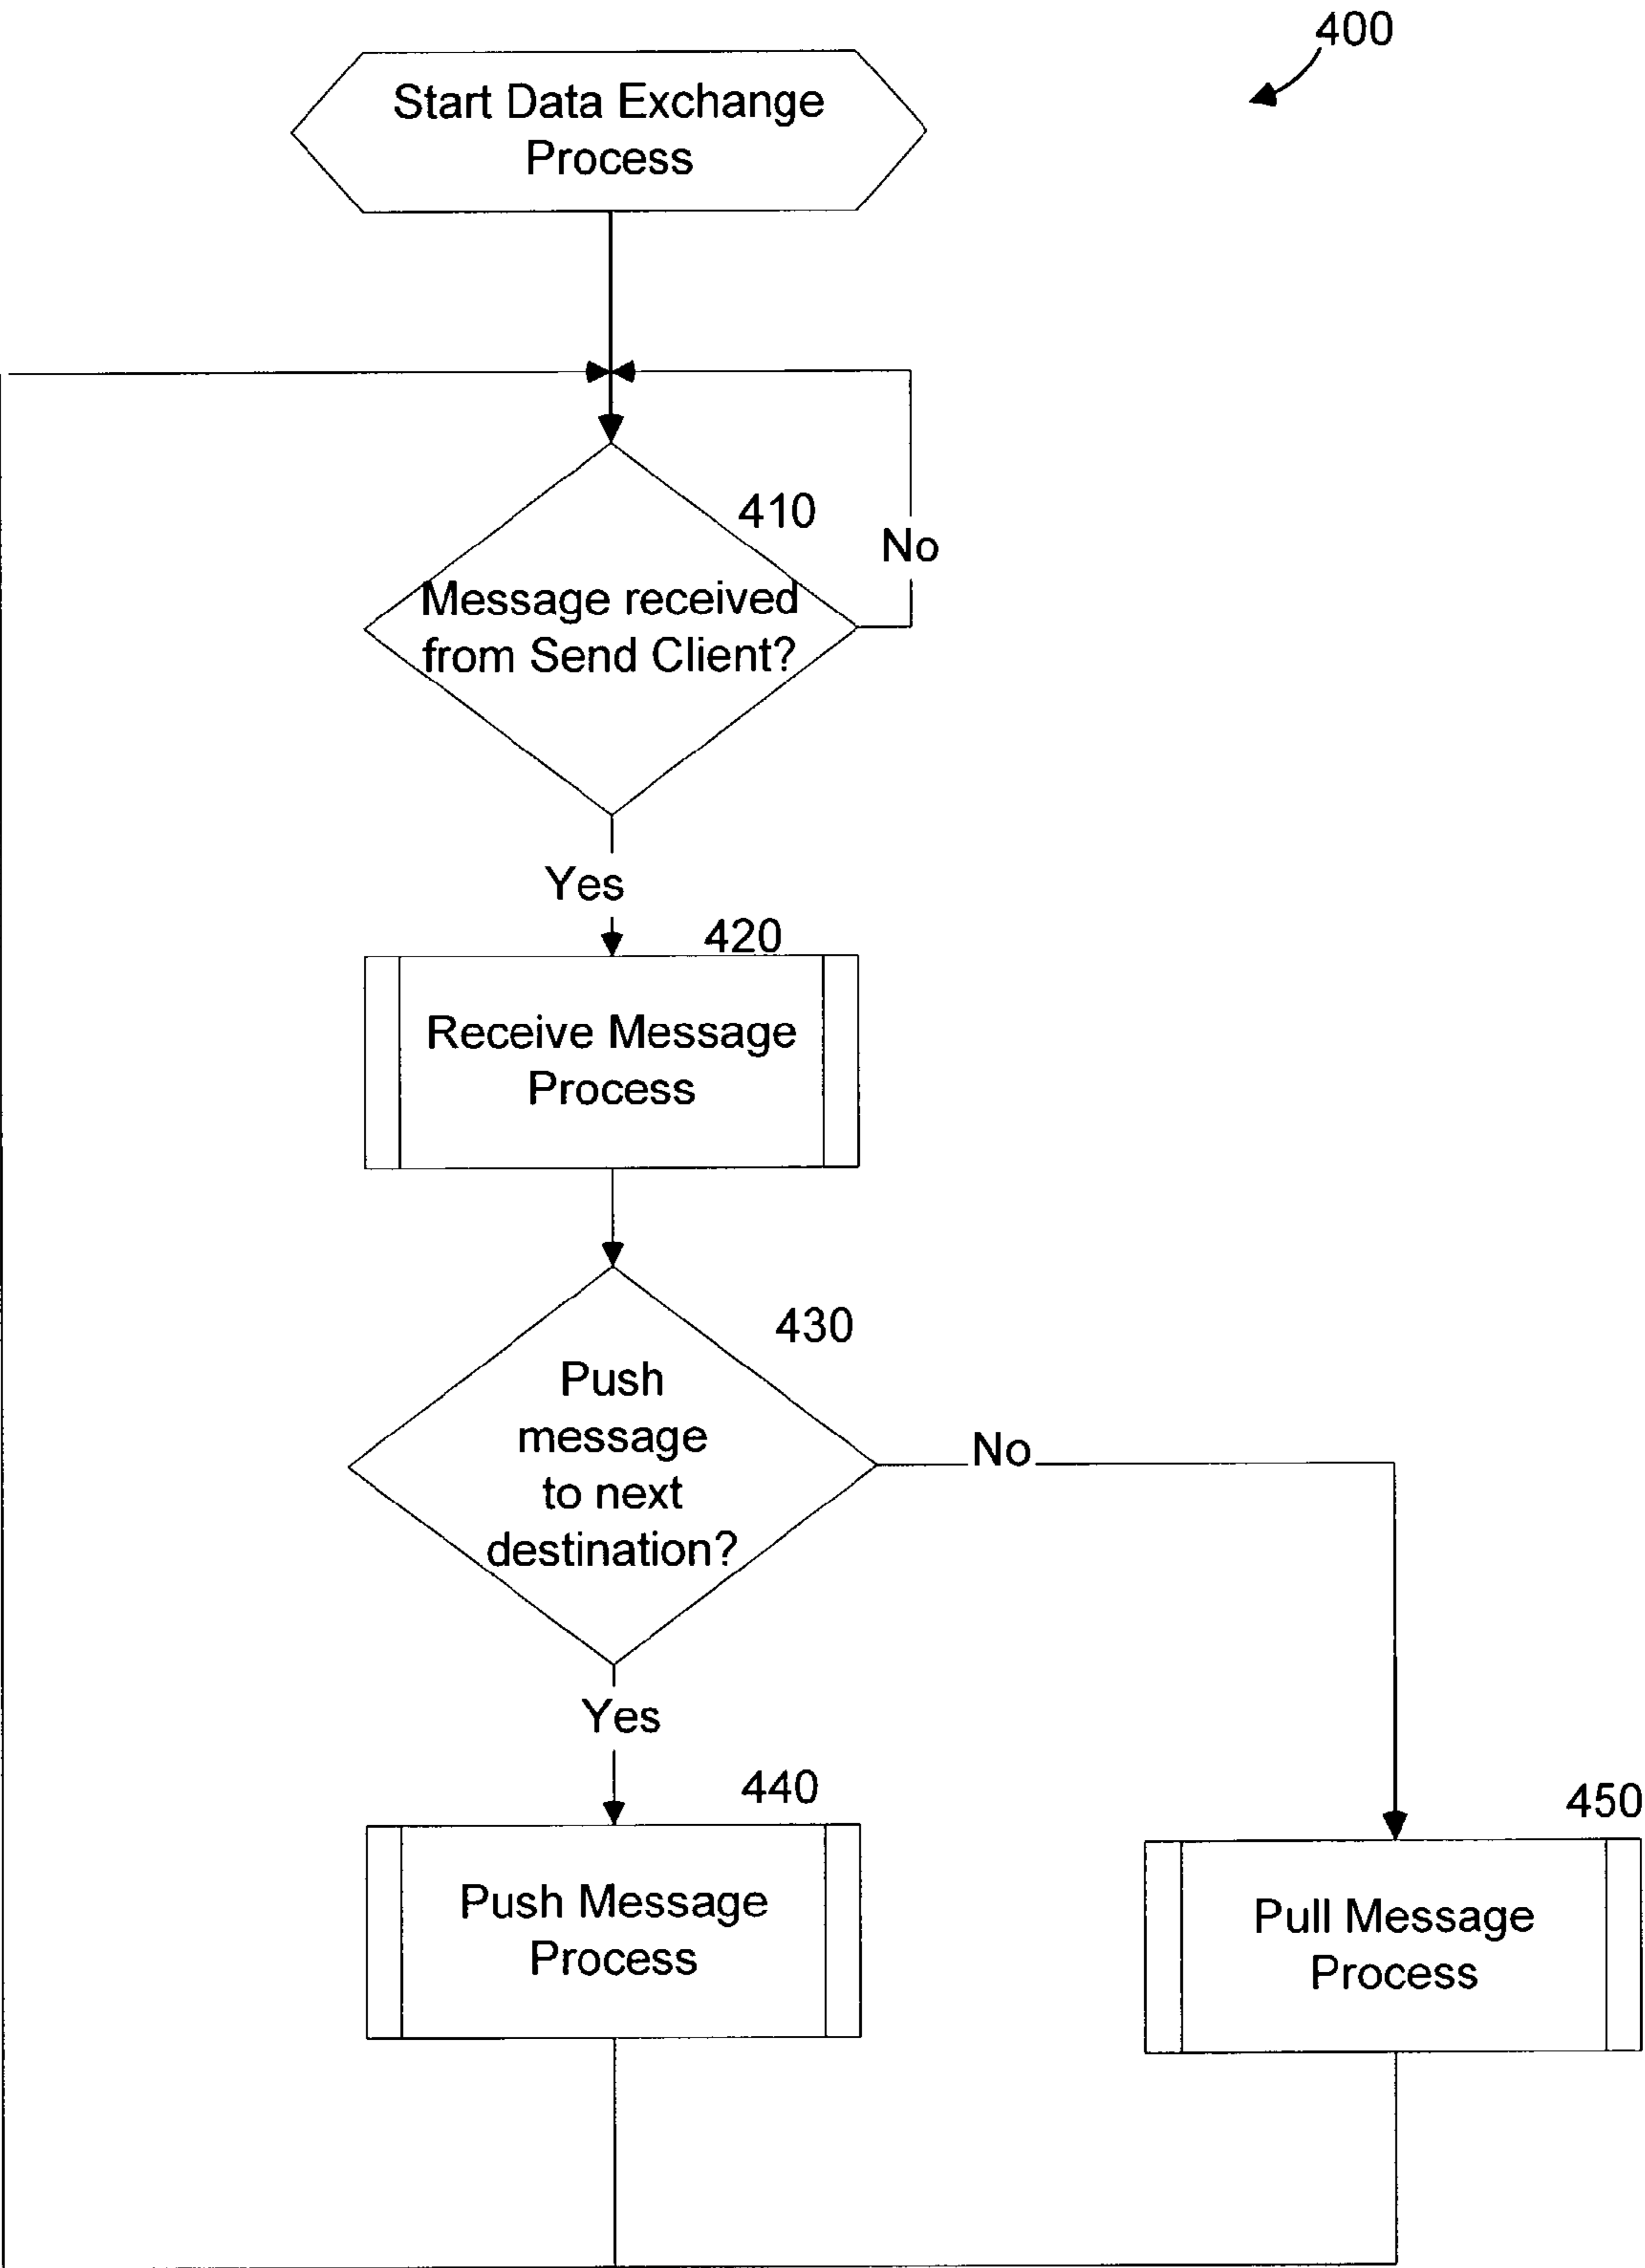 400
Start Data Exchange
Process
410
No
Message received
from Send Client?
Yes
420
Receive Message
Process
430
Push
message
to next
destination?
No
Yes
440
450
Push Message
Process
Pull Message
Process